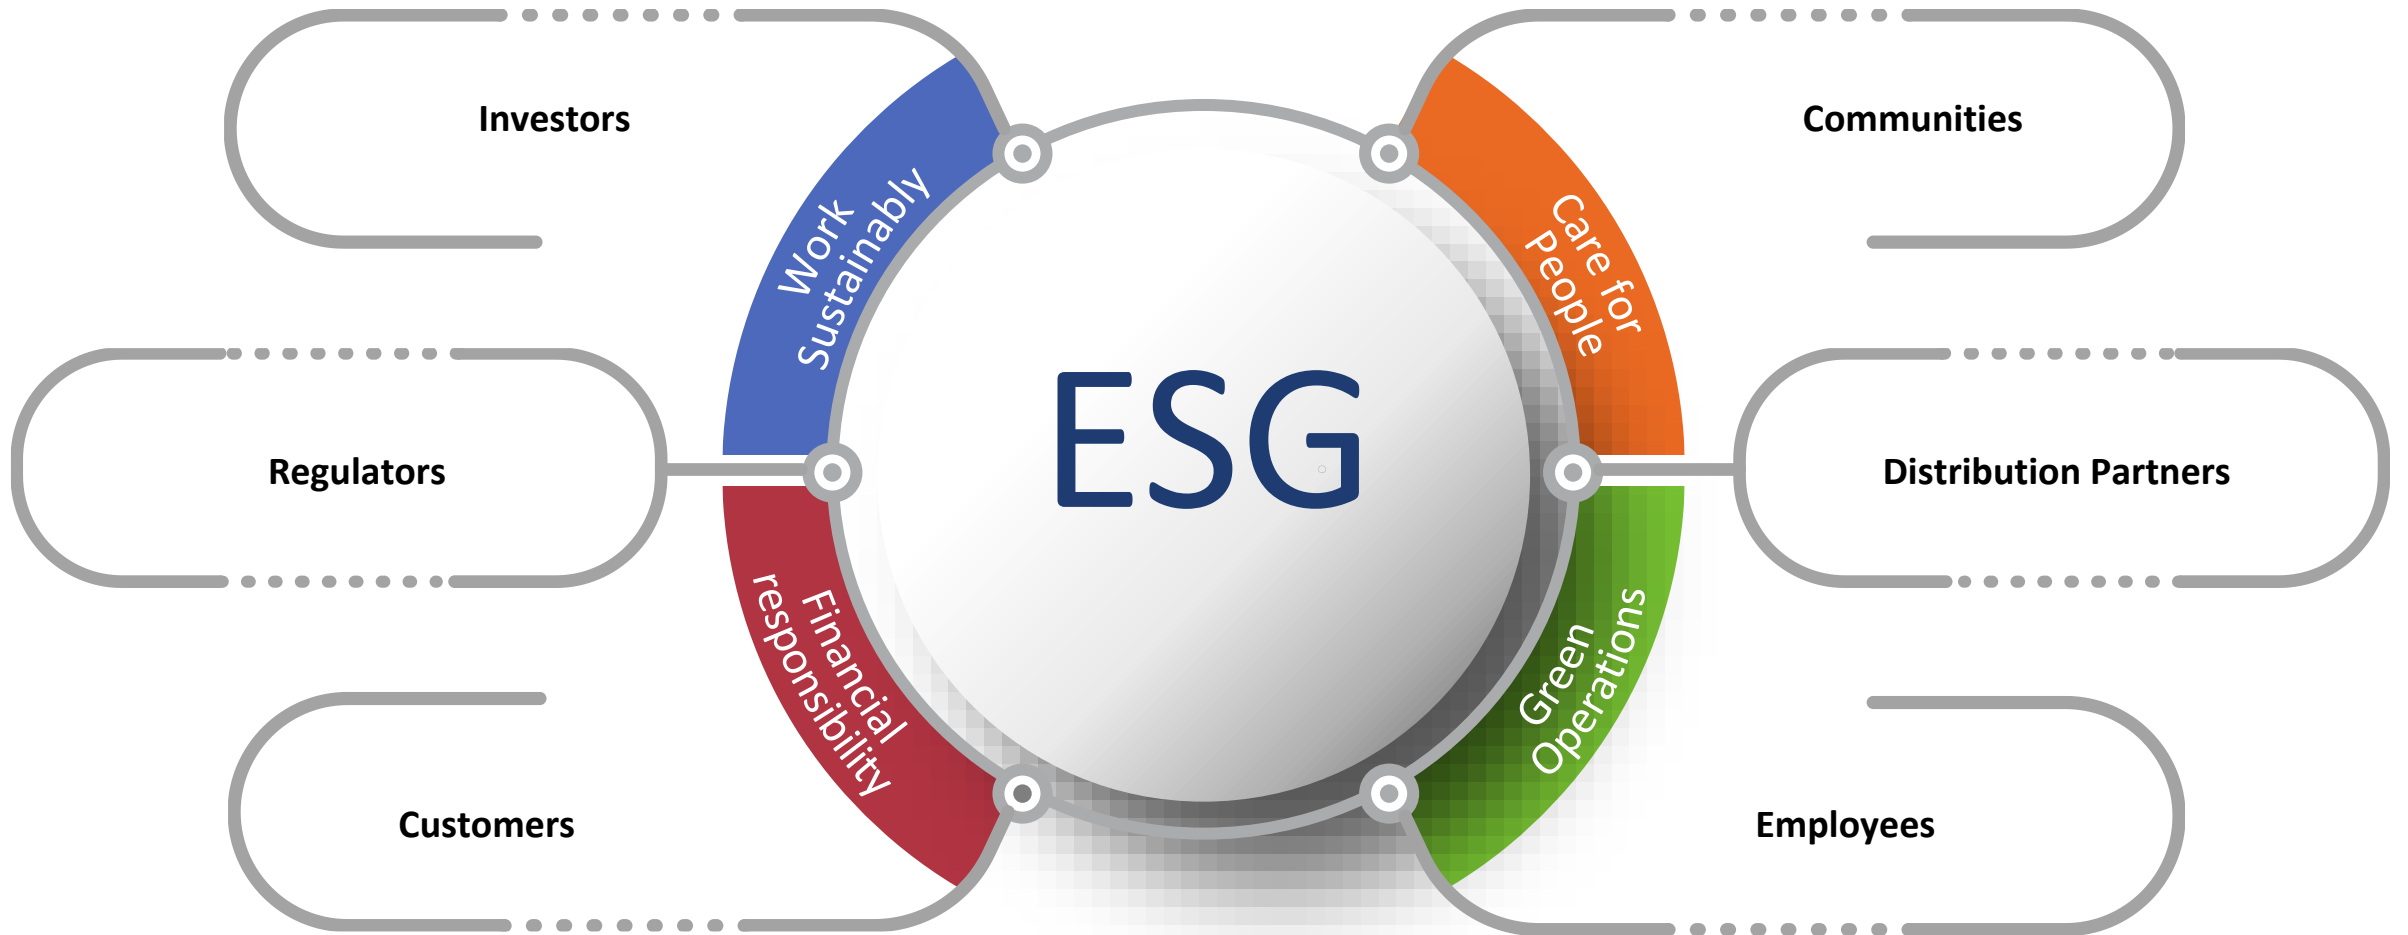 Investors
Communities
Work
Sustainably
Care for
People
ESG
Regulators
Distribution Partners
Financial
responsibility
Green
Operations
Customers
Employees